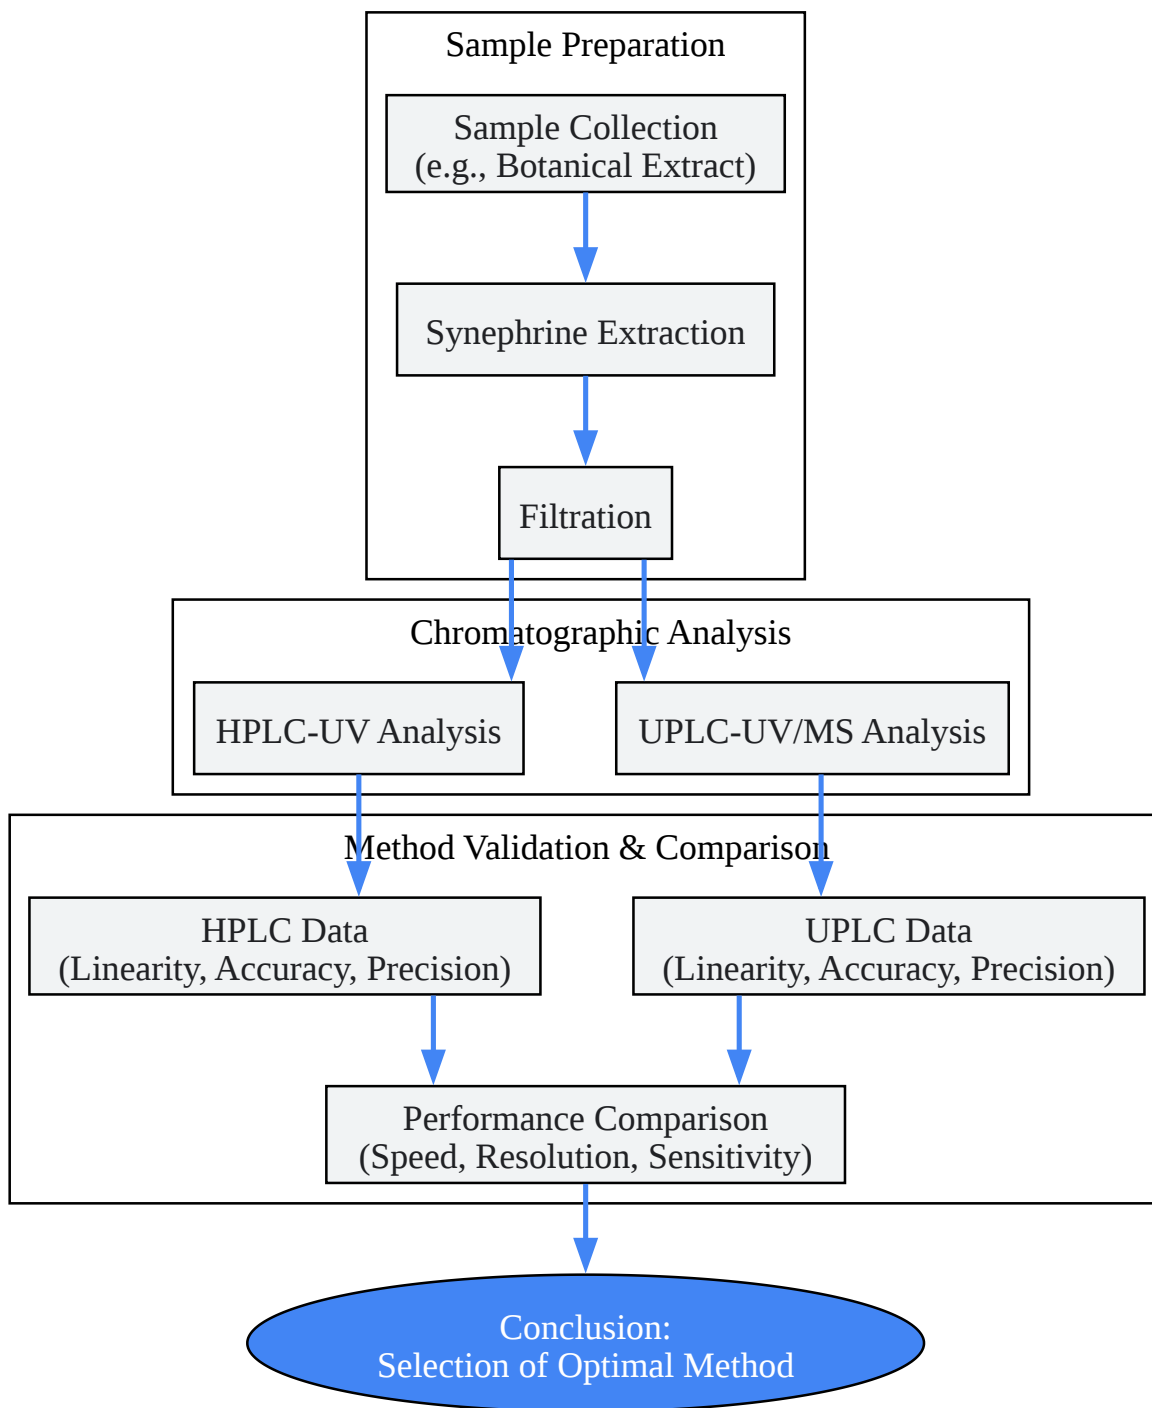 Sample Preparation
Sample Collection
(e.g., Botanical Extract)
Synephrine Extraction
Filtration
Chromatographic Analysis
HPLC-UV Analysis
UPLC-UV/MS Analysis
Method Validation & Comparison
HPLC Data
(Linearity, Accuracy, Precision)
UPLC Data
(Linearity, Accuracy, Precision)
Performance Comparison
(Speed, Resolution, Sensitivity)
Conclusion:
Selection of Optimal Method